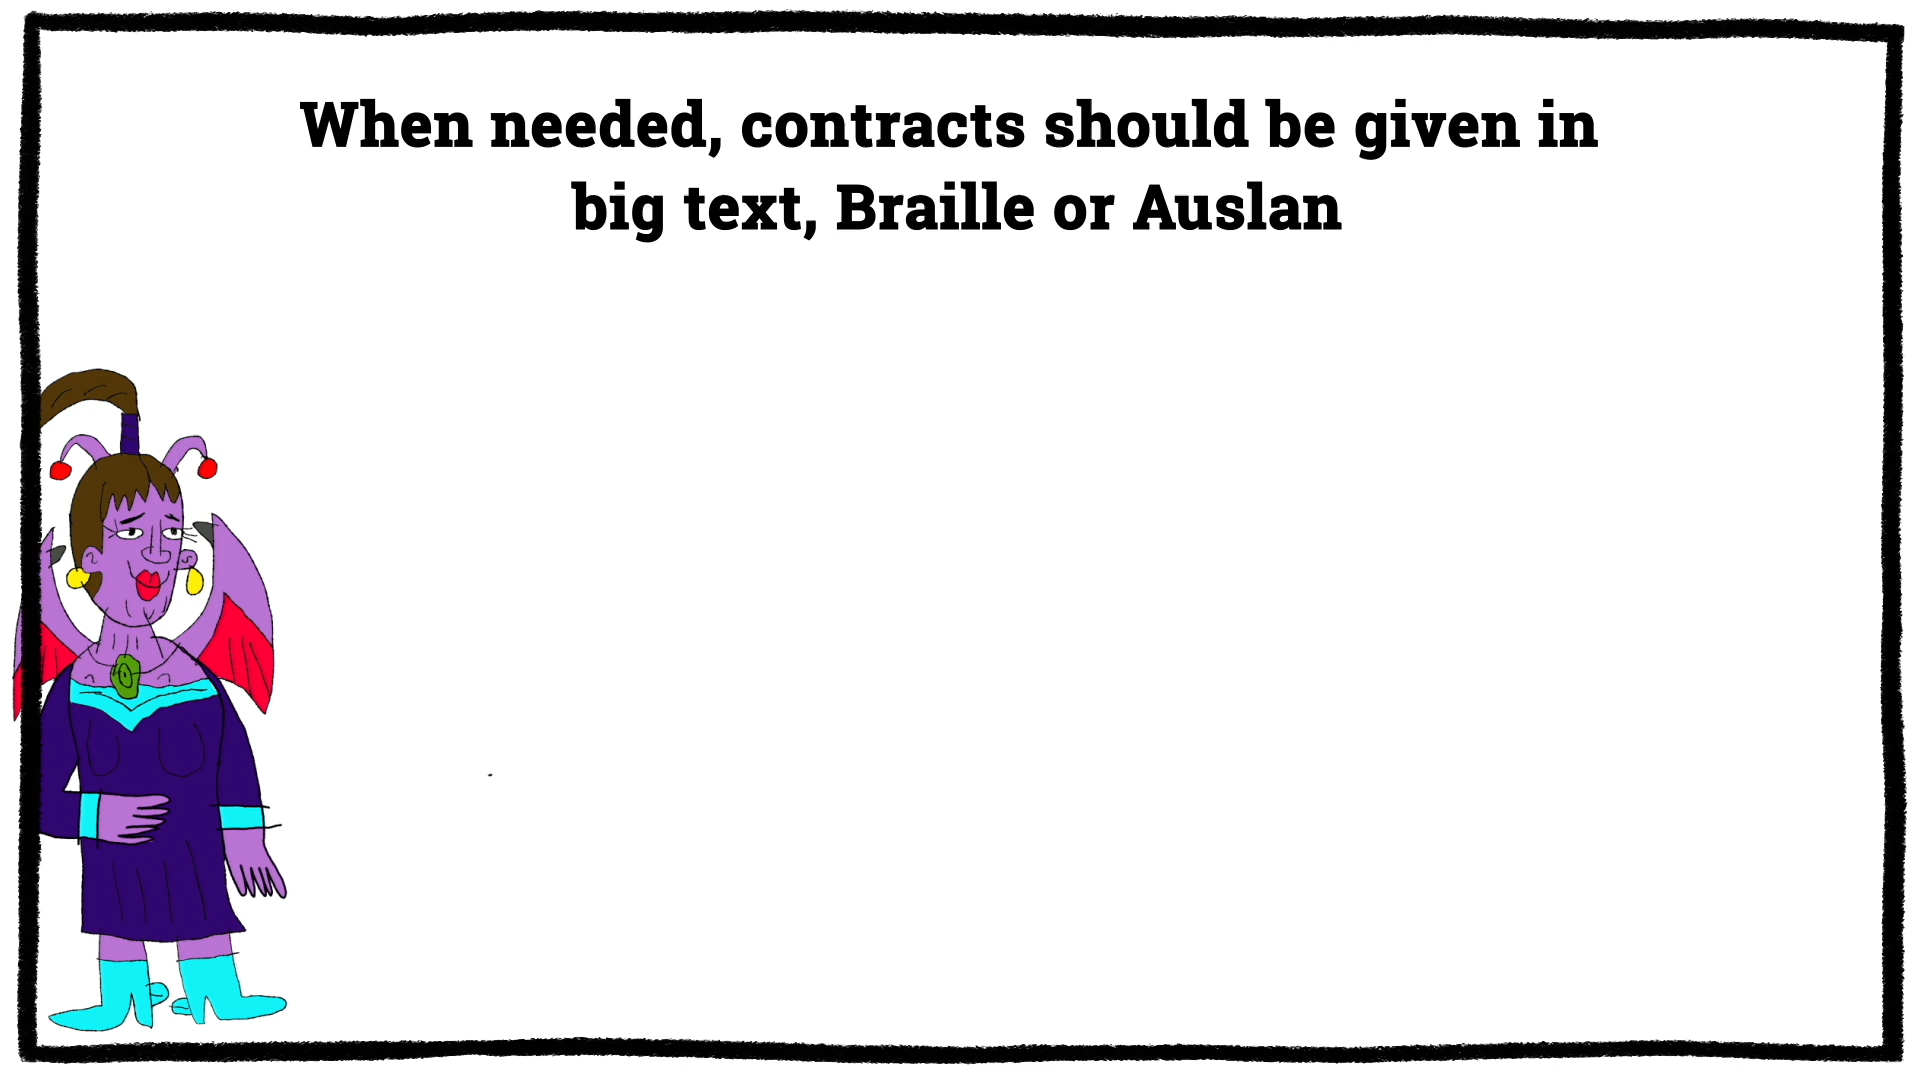 When needed, contracts should be given in
big text, Braille or Auslan